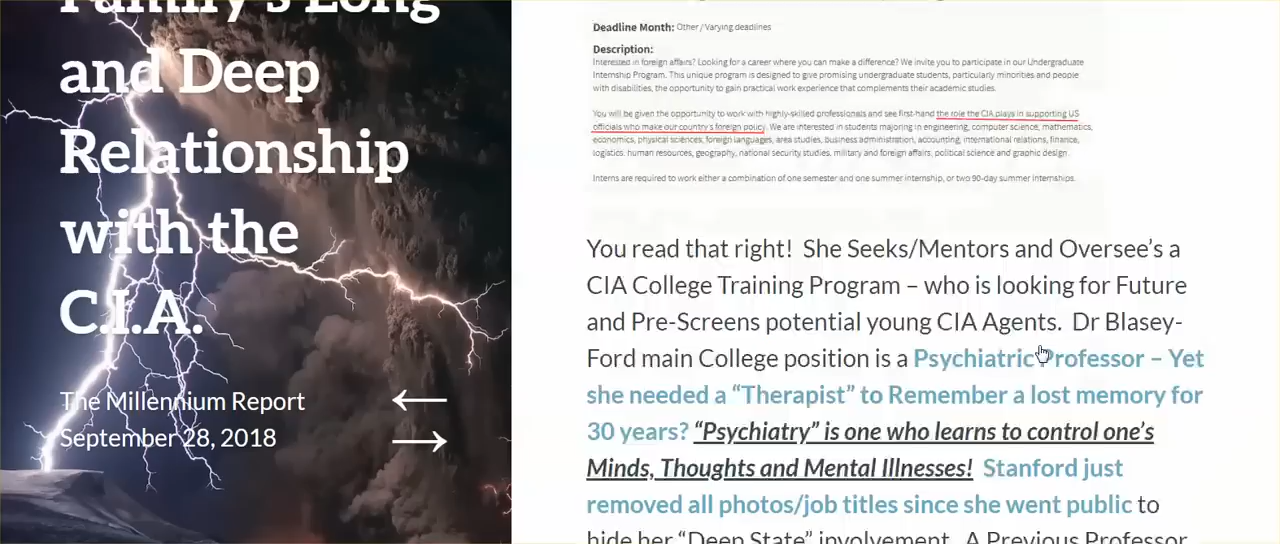 Family's Long
and Deep
Relationship
with the
C.I.A.
The Millennium Report
September 28, 2018
Deadline Month: Other / Varying deadlines
Description:
Interested in foreign affairs? Looking for a career where you can make a difference? We invite you to participate in our Undergraduate
Internship Program. This unique program is designed to give promising undergraduate students, particularly minorities and people
with disabilities, the opportunity to gain practical work experience that complements their academic studies.
You will be given the opportunity to work with highly-skilled professionals and see first-hand the role the CIA plays in supporting US
officials who make our country's foreign policy. We are interested in students majoring in engineering, computer science, mathematics,
economics, physical sciences, foreign languages, area studies, business administration, accounting, international relations, finance,
logistics, human resources, geography, national security studies, military and foreign affairs, political science and graphic design.
Interns are required to work either a combination of one semester and one summer internship, or two 90-day summer internships.
You read that right! She Seeks/Mentors and Oversee's a
CIA College Training Program – who is looking for Future
and Pre-Screens potential young CIA Agents. Dr Blasey-
Ford main College position is a Psychiatric Professor – Yet
she needed a “Therapist” to Remember a lost memory for
30 years? “Psychiatry” is one who learns to control one’s
Minds, Thoughts and Mental Illnesses! Stanford just
removed all photos/job titles since she went public to
hide her “Deep State” involvement. A Previous Professor